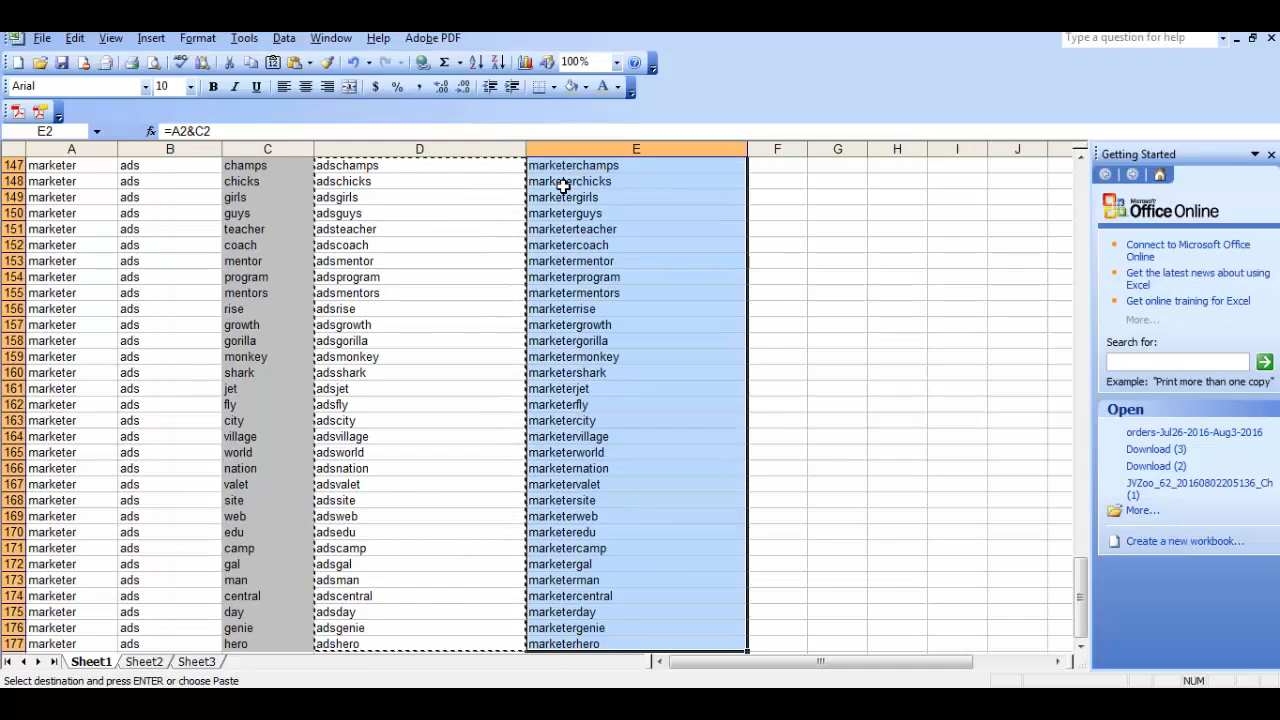 File Edit View Insert Format Tools Data Window Help Adobe PDF Type a question for help
100%
Arial 10 B I U $ % ,
E2 fx =A2&C2
A B C D E F G H I J
147 marketer ads champs adschamps marketerchamps
148 marketer ads chicks adschicks marketerchicks
149 marketer ads girls adsgirls marketergirls
150 marketer ads guys adsguys marketerguys
151 marketer ads teacher adsteacher marketerteacher
152 marketer ads coach adscoach marketercoach
153 marketer ads mentor adsmentor marketermentor
154 marketer ads program adsprogram marketerprogram
155 marketer ads mentors adsmentors marketermentors
156 marketer ads rise adsrise marketerrise
157 marketer ads growth adsgrowth marketergrowth
158 marketer ads gorilla adsgorilla marketergorilla
159 marketer ads monkey adsmonkey marketermonkey
160 marketer ads shark adsshark marketershark
161 marketer ads jet adsjet marketerjet
162 marketer ads fly adsfly marketerfly
163 marketer ads city adscity marketercity
164 marketer ads village adsvillage marketervillage
165 marketer ads world adsworld marketerworld
166 marketer ads nation adsnation marketernation
167 marketer ads valet adsvalet marketervalet
168 marketer ads site adssite marketersite
169 marketer ads web adsweb marketerweb
170 marketer ads edu adsedu marketeredu
171 marketer ads camp adscamp marketercamp
172 marketer ads gal adsgal marketergal
173 marketer ads man adsman marketerman
174 marketer ads central adscentral marketercentral
175 marketer ads day adsday marketerday
176 marketer ads genie adsgenie marketergenie
177 marketer ads hero adshero marketerhero
Sheet1 Sheet2 Sheet3
Select destination and press ENTER or choose Paste NUM
Getting Started
Microsoft
Office Online
Connect to Microsoft Office
Online
Get the latest news about using
Excel
Get online training for Excel
More...
Search for:
Example: "Print more than one copy"
Open
orders-Jul26-2016-Aug3-2016
Download (3)
Download (2)
JVZoo_62_20160802205136_Ch
(1)
More...
Create a new workbook...